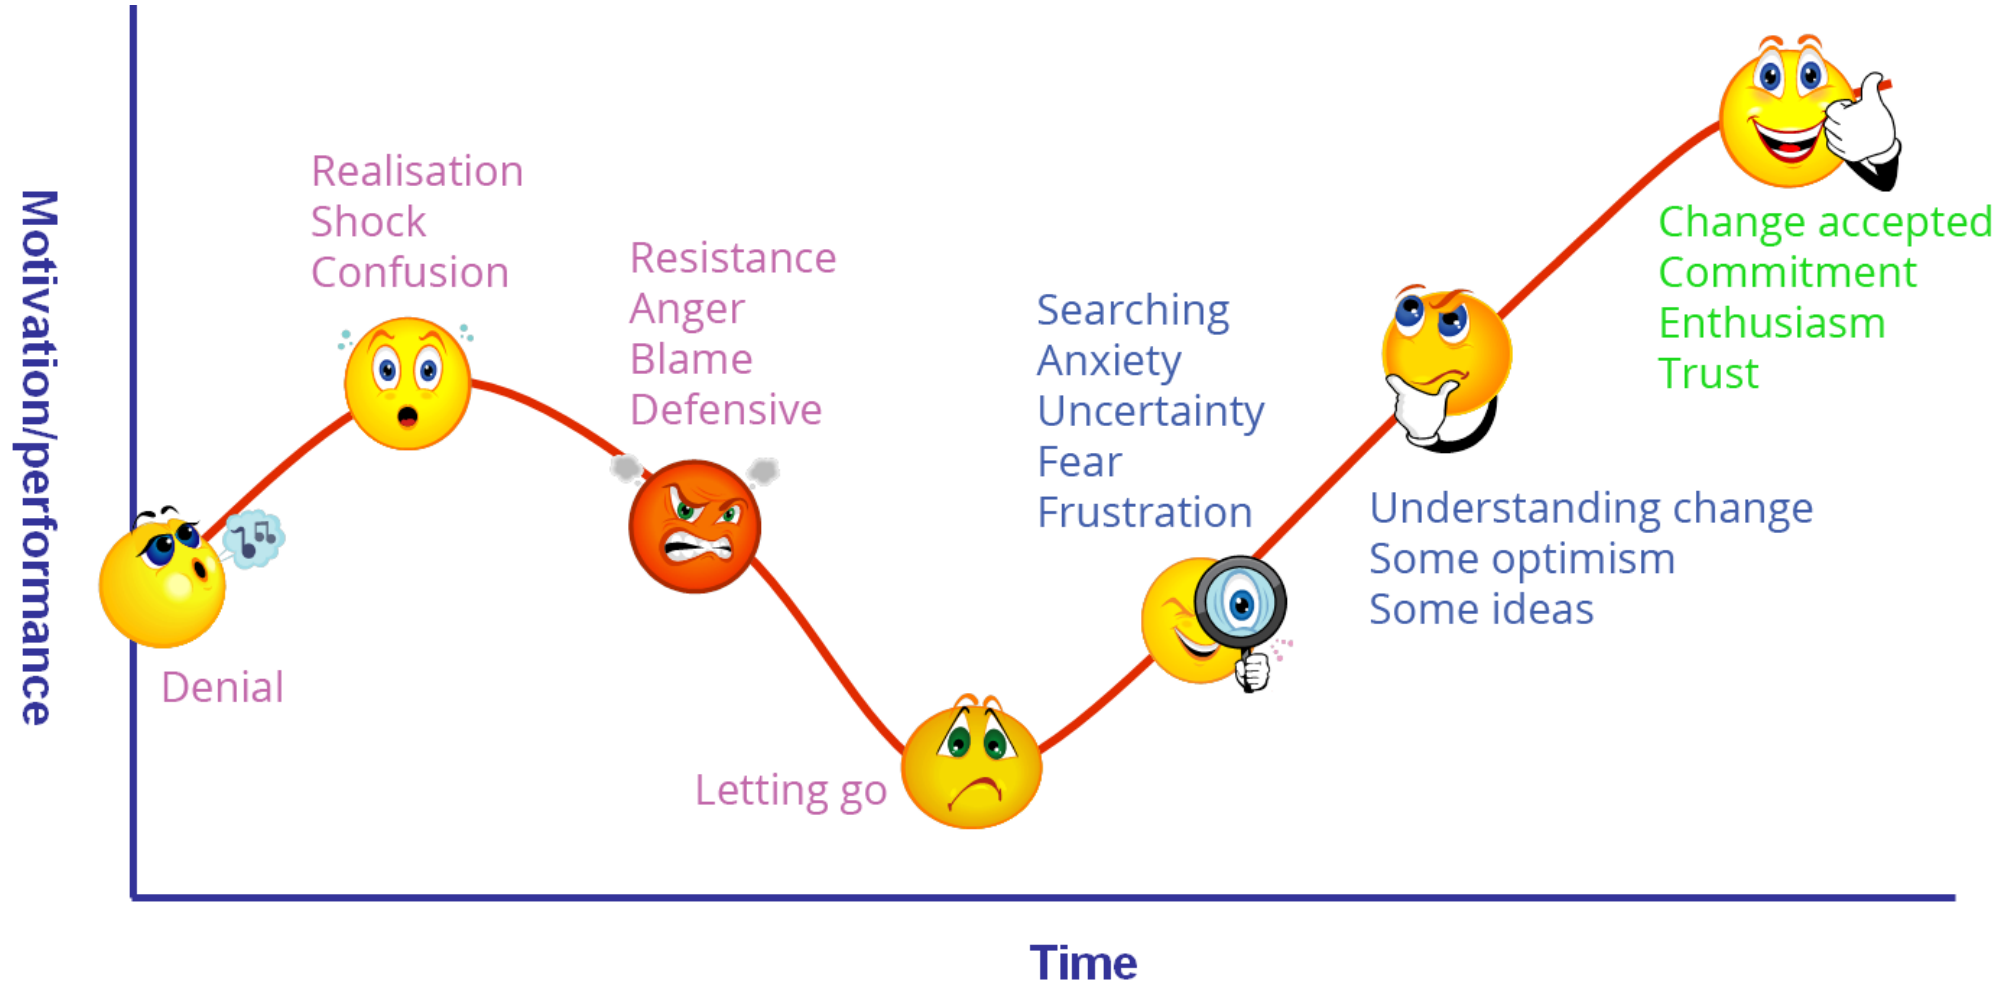 Motivation/performance
Denial
Realisation
Shock
Confusion
Resistance
Anger
Blame
Defensive
Letting go
Searching
Anxiety
Uncertainty
Fear
Frustration
Understanding change
Some optimism
Some ideas
Change accepted
Commitment
Enthusiasm
Trust
Time